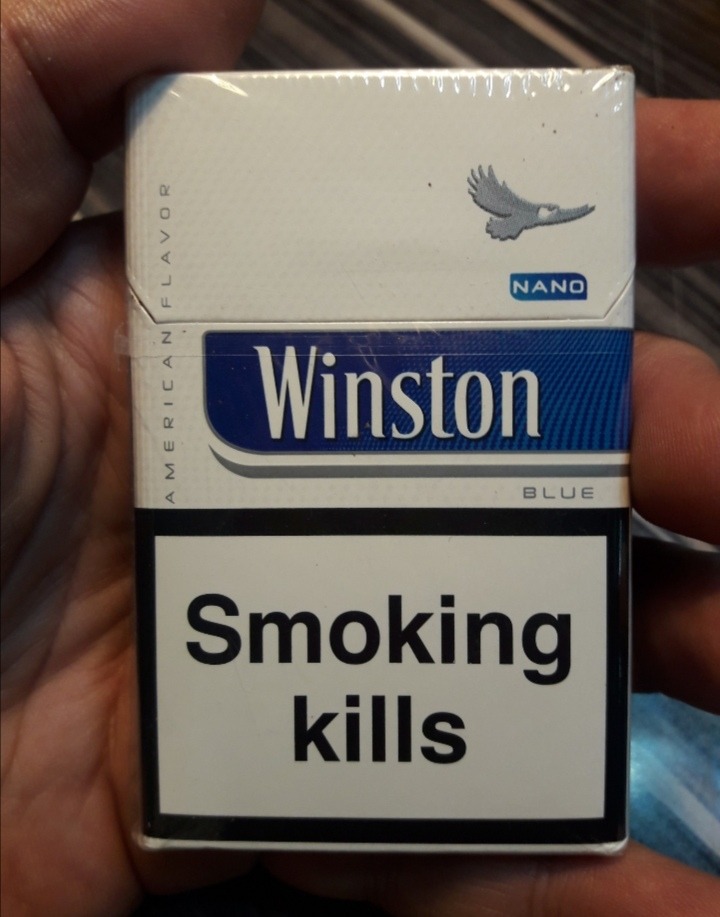 AMERICAN FLAVOR
NANO
Winston
BLUE
Smoking
kills